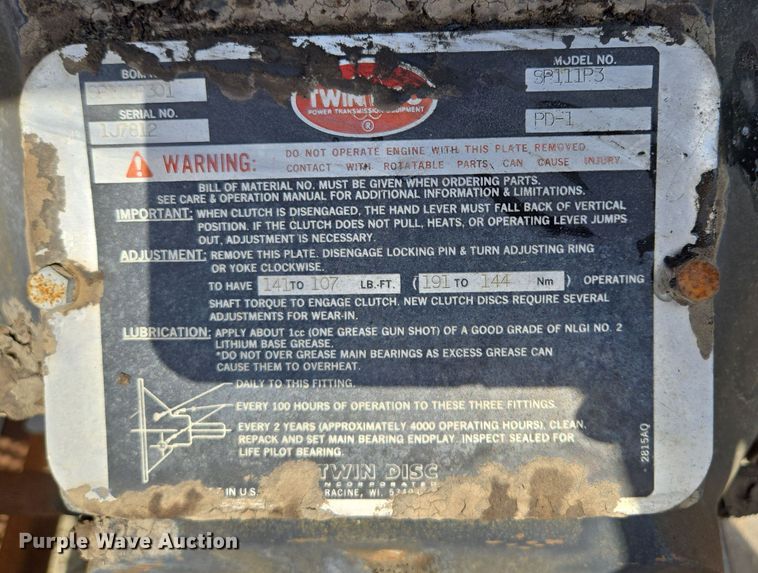 BOM
MODEL NO.
SP111P3
TWIN DISC
POWER TRANSMISSION EQUIPMENT
®
SERIAL NO.
1J7812
PD-1
WARNING: DO NOT OPERATE ENGINE WITH THIS PLATE REMOVED
CONTACT WITH ROTATABLE PARTS CAN CAUSE INJURY
BILL OF MATERIAL NO. MUST BE GIVEN WHEN ORDERING PARTS.
SEE CARE & OPERATION MANUAL FOR ADDITIONAL INFORMATION & LIMITATIONS.
IMPORTANT: WHEN CLUTCH IS DISENGAGED, THE HAND LEVER MUST FALL BACK OF VERTICAL
POSITION. IF THE CLUTCH DOES NOT PULL, HEATS, OR OPERATING LEVER JUMPS
OUT, ADJUSTMENT IS NECESSARY.
ADJUSTMENT: REMOVE THIS PLATE. DISENGAGE LOCKING PIN & TURN ADJUSTING RING
OR YOKE CLOCKWISE.
TO HAVE 141 TO 107 LB.-FT. (191 TO 144 Nm) OPERATING
SHAFT TORQUE TO ENGAGE CLUTCH. NEW CLUTCH DISCS REQUIRE SEVERAL
ADJUSTMENTS FOR WEAR-IN.
LUBRICATION: APPLY ABOUT 1cc (ONE GREASE GUN SHOT) OF A GOOD GRADE OF NLGI NO. 2
LITHIUM BASE GREASE.
*DO NOT OVER GREASE MAIN BEARINGS AS EXCESS GREASE CAN
CAUSE THEM TO OVERHEAT.
DAILY TO THIS FITTING.
EVERY 100 HOURS OF OPERATION TO THESE THREE FITTINGS.
EVERY 2 YEARS (APPROXIMATELY 4000 OPERATING HOURS). CLEAN,
REPACK AND SET MAIN BEARING ENDPLAY. INSPECT SEALED FOR
LIFE PILOT BEARING.
2815AQ
TWIN DISC
INCORPORATED
IN U.S. RACINE, WI.
Purple Wave Auction